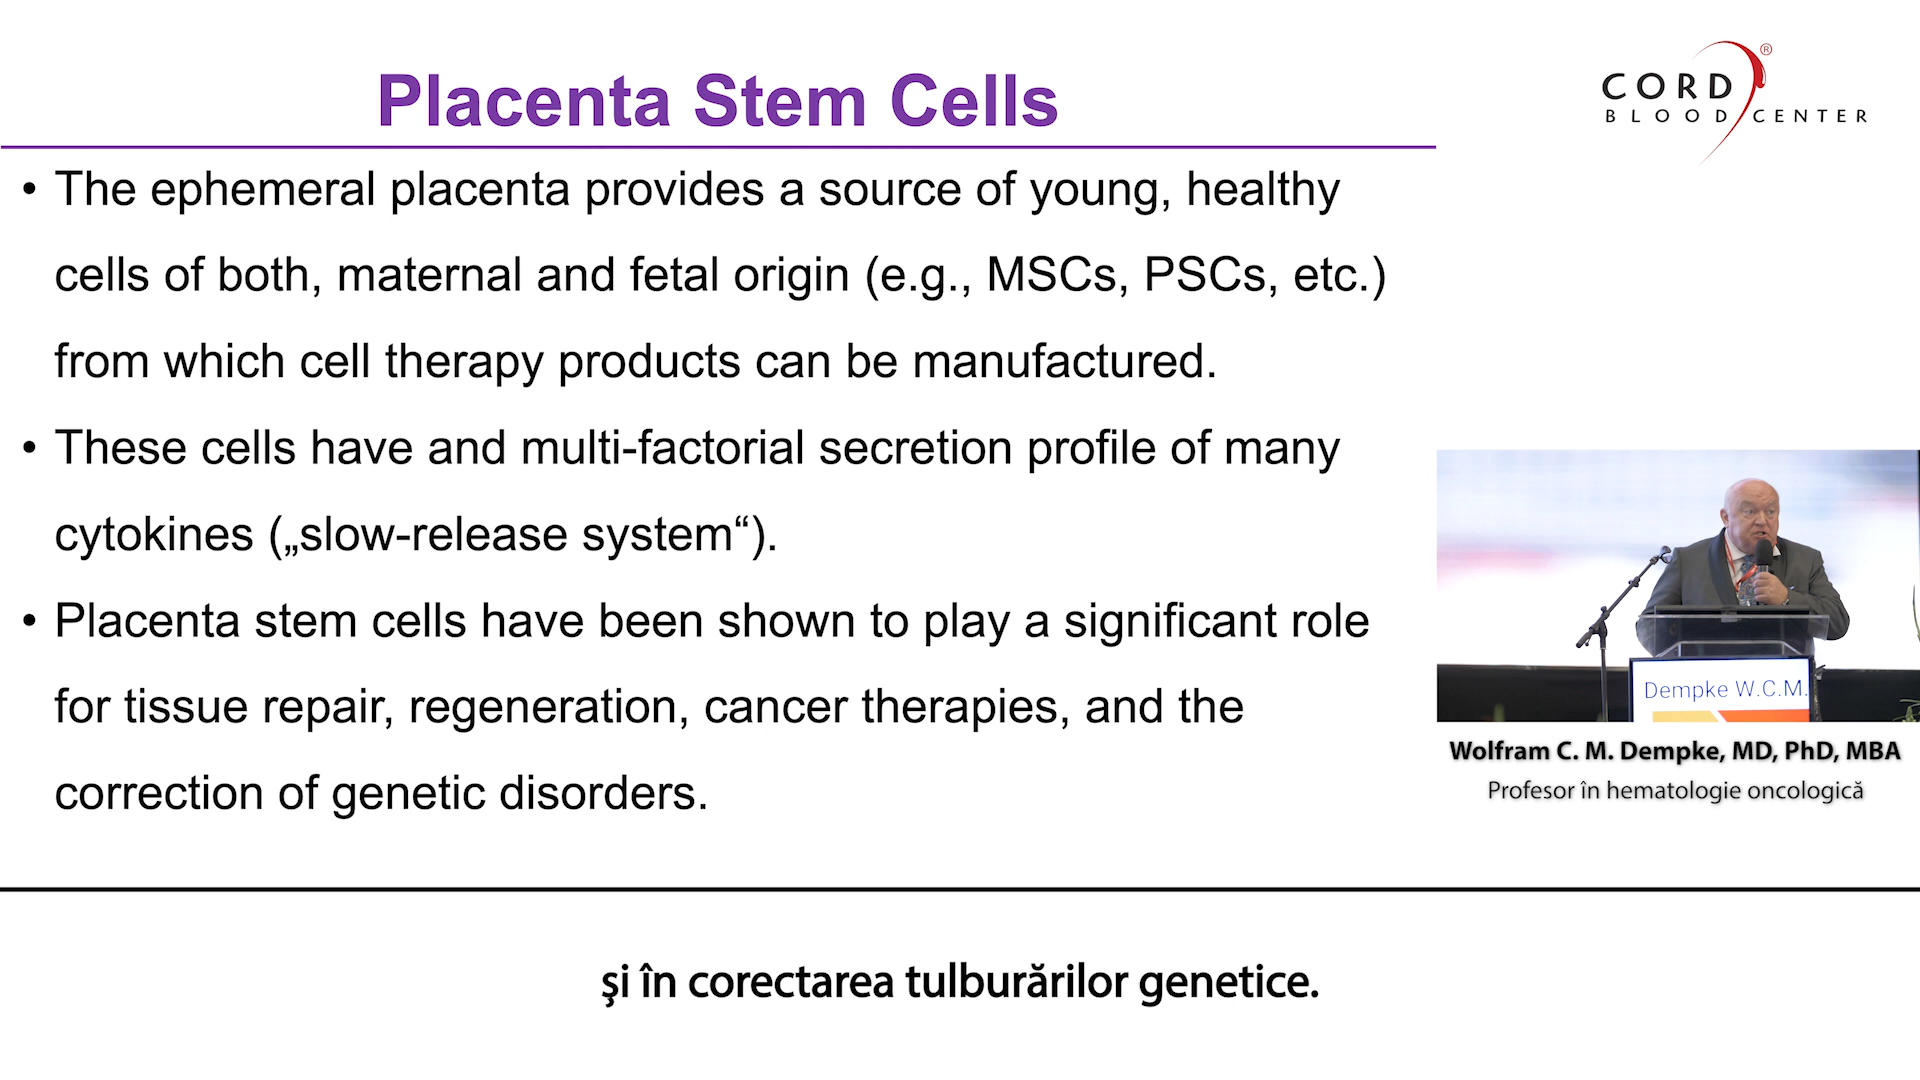 Placenta Stem Cells
CORD ®
BLOOD CENTER
• The ephemeral placenta provides a source of young, healthy
cells of both, maternal and fetal origin (e.g., MSCs, PSCs, etc.)
from which cell therapy products can be manufactured.
• These cells have and multi-factorial secretion profile of many
cytokines („slow-release system“).
• Placenta stem cells have been shown to play a significant role
for tissue repair, regeneration, cancer therapies, and the
correction of genetic disorders.
Dempke W.C.M.
Wolfram C. M. Dempke, MD, PhD, MBA
Profesor în hematologie oncologică
şi în corectarea tulburărilor genetice.